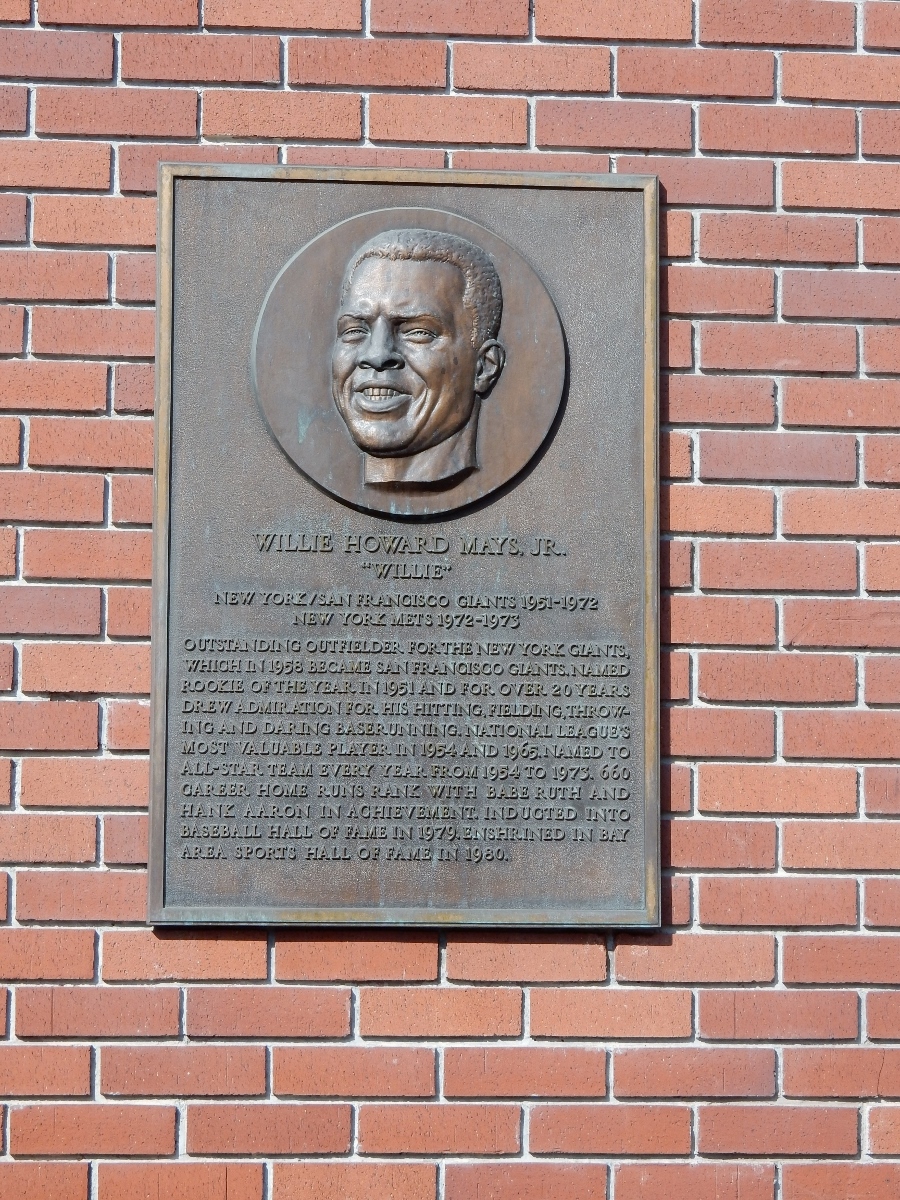 WILLIE HOWARD MAYS, JR.
"WILLIE"
NEW YORK/SAN FRANCISCO GIANTS 1951-1972
NEW YORK METS 1972-1973
OUTSTANDING OUTFIELDER FOR THE NEW YORK GIANTS,
WHICH IN 1958 BECAME SAN FRANCISCO GIANTS. NAMED
ROOKIE OF THE YEAR IN 1951 AND FOR OVER 20 YEARS
DREW ADMIRATION FOR HIS HITTING, FIELDING, THROW-
ING AND DARING BASERUNNING. NATIONAL LEAGUE'S
MOST VALUABLE PLAYER IN 1954 AND 1965. NAMED TO
ALL-STAR TEAM EVERY YEAR FROM 1954 TO 1973. 660
CAREER HOME RUNS RANK WITH BABE RUTH AND
HANK AARON IN ACHIEVEMENT. INDUCTED INTO
BASEBALL HALL OF FAME IN 1979. ENSHRINED IN BAY
AREA SPORTS HALL OF FAME IN 1980.